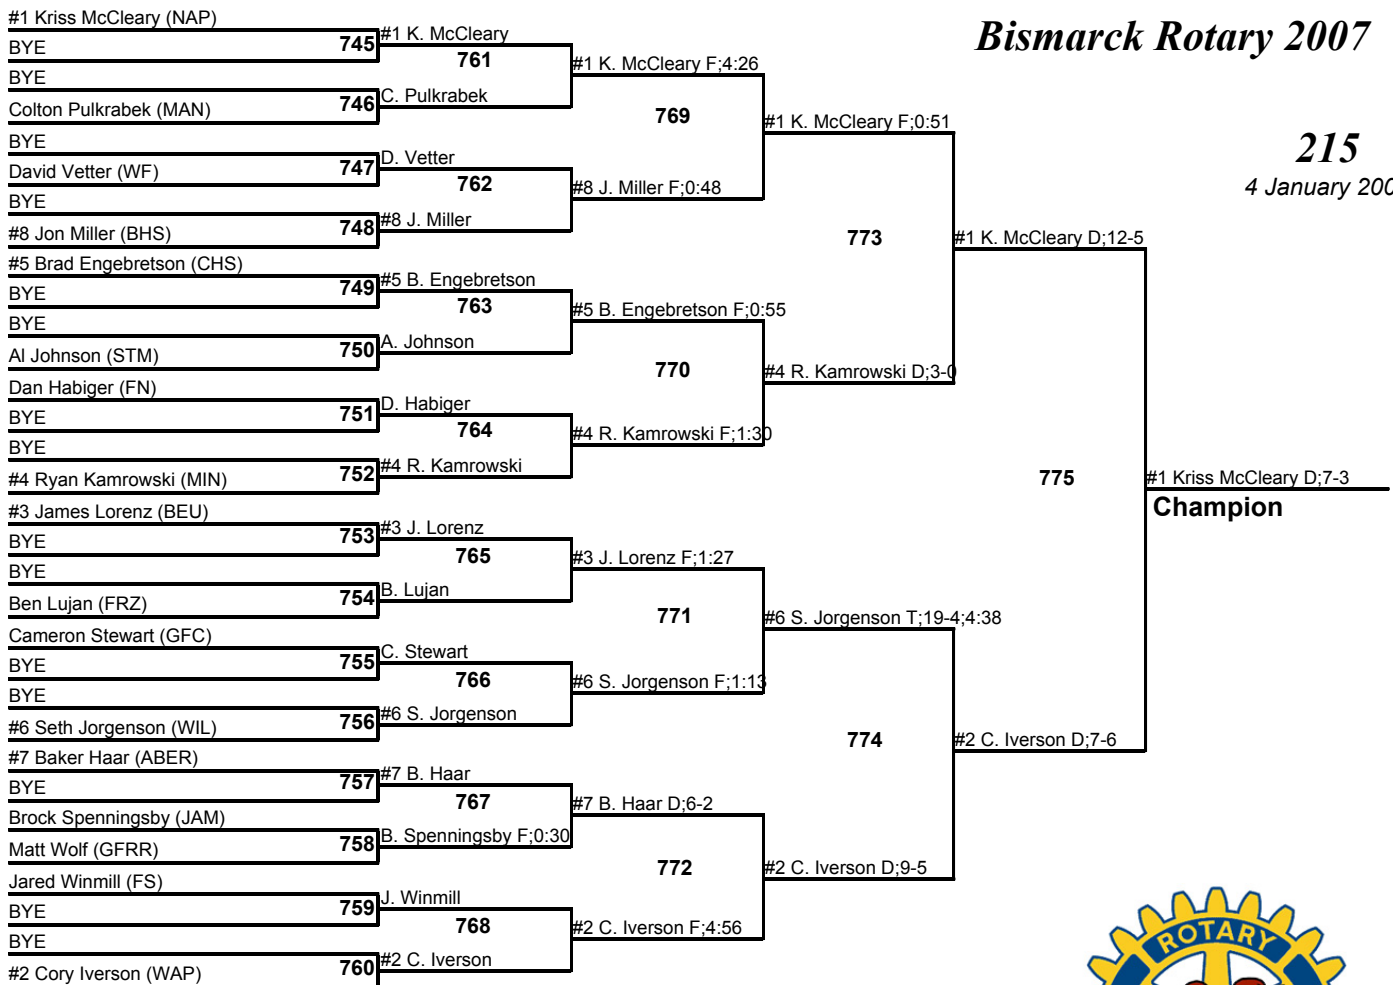 Bismarck Rotary 2007
215
4 January 200
#1 Kriss McCleary (NAP)
BYE
745
BYE
Colton Pulkrabek (MAN)
746
BYE
David Vetter (WF)
747
BYE
#8 Jon Miller (BHS)
748
#5 Brad Engebretson (CHS)
BYE
749
BYE
Al Johnson (STM)
750
Dan Habiger (FN)
BYE
751
BYE
#4 Ryan Kamrowski (MIN)
752
#3 James Lorenz (BEU)
BYE
753
BYE
Ben Lujan (FRZ)
754
Cameron Stewart (GFC)
BYE
755
BYE
#6 Seth Jorgenson (WIL)
756
#7 Baker Haar (ABER)
BYE
757
Brock Spenningsby (JAM)
Matt Wolf (GFRR)
758
Jared Winmill (FS)
BYE
759
BYE
#2 Cory Iverson (WAP)
760
#1 K. McCleary
761
C. Pulkrabek
D. Vetter
762
#8 J. Miller
#5 B. Engebretson
763
A. Johnson
D. Habiger
764
#4 R. Kamrowski
#3 J. Lorenz
765
B. Lujan
C. Stewart
766
#6 S. Jorgenson
#7 B. Haar
767
B. Spenningsby F;0:30
J. Winmill
768
#2 C. Iverson
#1 K. McCleary F;4:26
769
#8 J. Miller F;0:48
#5 B. Engebretson F;0:55
770
#4 R. Kamrowski F;1:30
#3 J. Lorenz F;1:27
771
#6 S. Jorgenson F;1:13
#7 B. Haar D;6-2
772
#2 C. Iverson F;4:56
#1 K. McCleary F;0:51
773
#4 R. Kamrowski D;3-0
#6 S. Jorgenson T;19-4;4:38
774
#2 C. Iverson D;9-5
#1 K. McCleary D;12-5
775
#2 C. Iverson D;7-6
#1 Kriss McCleary D;7-3
Champion
ROTARY